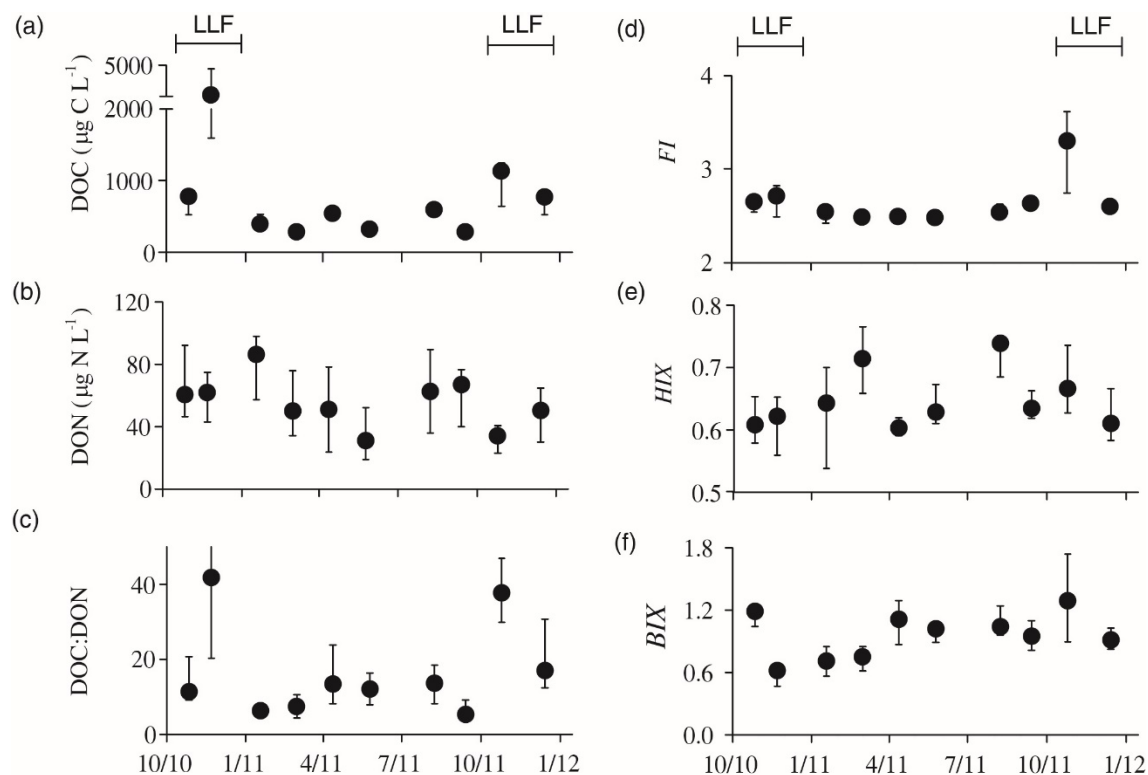 (a)
LLF
LLF
5000
2000
1000
0
DOC (µg C L⁻¹)
(b)
120
80
40
0
DON (µg N L⁻¹)
(c)
40
20
0
DOC:DON
10/10 1/11 4/11 7/11 10/11 1/12
(d)
LLF
LLF
4
3
2
FI
(e)
0.8
0.7
0.6
0.5
HIX
(f)
1.8
1.2
0.6
0.0
BIX
10/10 1/11 4/11 7/11 10/11 1/12